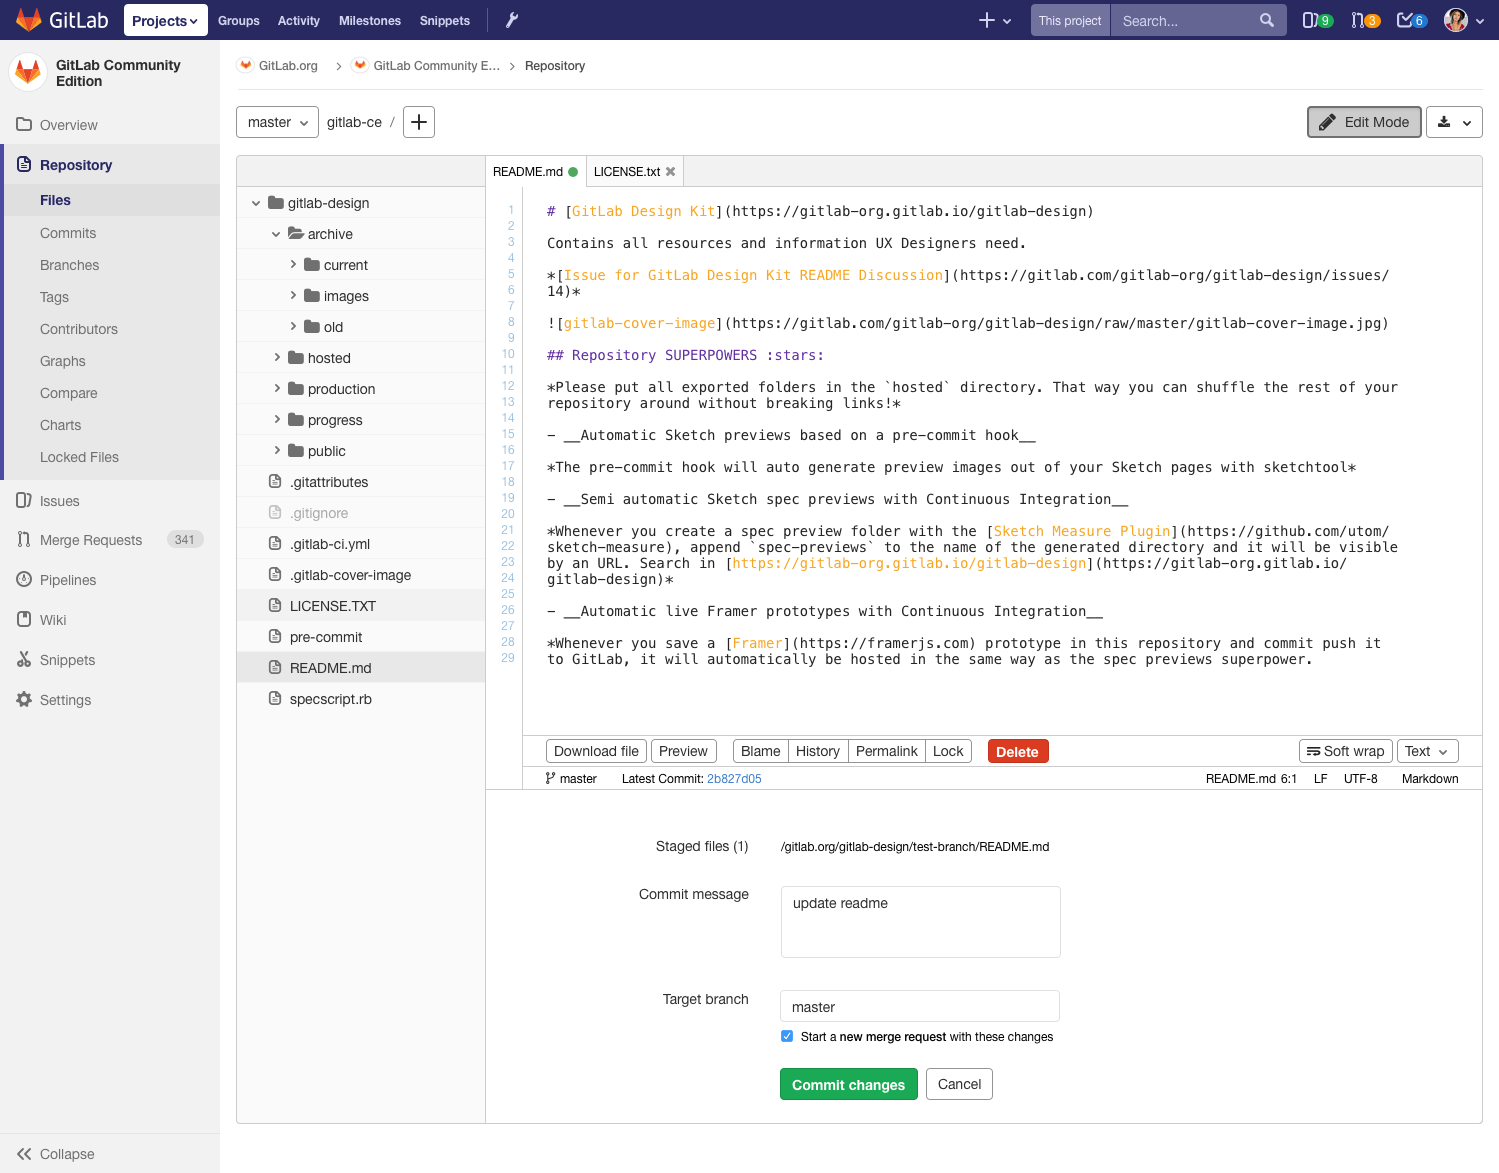 GitLab Projects Groups Activity Milestones Snippets This project Search... 9 3 6
GitLab Community
Edition
Overview
Repository
Files
Commits
Branches
Tags
Contributors
Graphs
Compare
Charts
Locked Files
Issues
Merge Requests 341
Pipelines
Wiki
Snippets
Settings
Collapse
GitLab.org GitLab Community E... Repository
master gitlab-ce / Edit Mode
gitlab-design
archive
current
images
old
hosted
production
progress
public
.gitattributes
.gitignore
.gitlab-ci.yml
.gitlab-cover-image
LICENSE.TXT
pre-commit
README.md
specscript.rb
README.md LICENSE.txt
1 # [GitLab Design Kit](https://gitlab-org.gitlab.io/gitlab-design)
2
3 Contains all resources and information UX Designers need.
4
5 *[Issue for GitLab Design Kit README Discussion](https://gitlab.com/gitlab-org/gitlab-design/issues/
6 14)*
7
8 ![gitlab-cover-image](https://gitlab.com/gitlab-org/gitlab-design/raw/master/gitlab-cover-image.jpg)
9
10 ## Repository SUPERPOWERS :stars:
11
12 *Please put all exported folders in the `hosted` directory. That way you can shuffle the rest of your
13 repository around without breaking links!*
14
15 - __Automatic Sketch previews based on a pre-commit hook__
16
17 *The pre-commit hook will auto generate preview images out of your Sketch pages with sketchtool*
18
19 - __Semi automatic Sketch spec previews with Continuous Integration__
20
21 *Whenever you create a spec preview folder with the [Sketch Measure Plugin](https://github.com/utom/
22 sketch-measure), append `spec-previews` to the name of the generated directory and it will be visible
23 by an URL. Search in [https://gitlab-org.gitlab.io/gitlab-design](https://gitlab-org.gitlab.io/
24 gitlab-design)*
25
26 - __Automatic live Framer prototypes with Continuous Integration__
27
28 *Whenever you save a [Framer](https://framerjs.com) prototype in this repository and commit push it
29 to GitLab, it will automatically be hosted in the same way as the spec previews superpower.
Download file Preview Blame History Permalink Lock Delete Soft wrap Text
master Latest Commit: 2b827d05 README.md 6:1 LF UTF-8 Markdown
Staged files (1) /gitlab.org/gitlab-design/test-branch/README.md
Commit message update readme
Target branch master
Start a new merge request with these changes
Commit changes Cancel